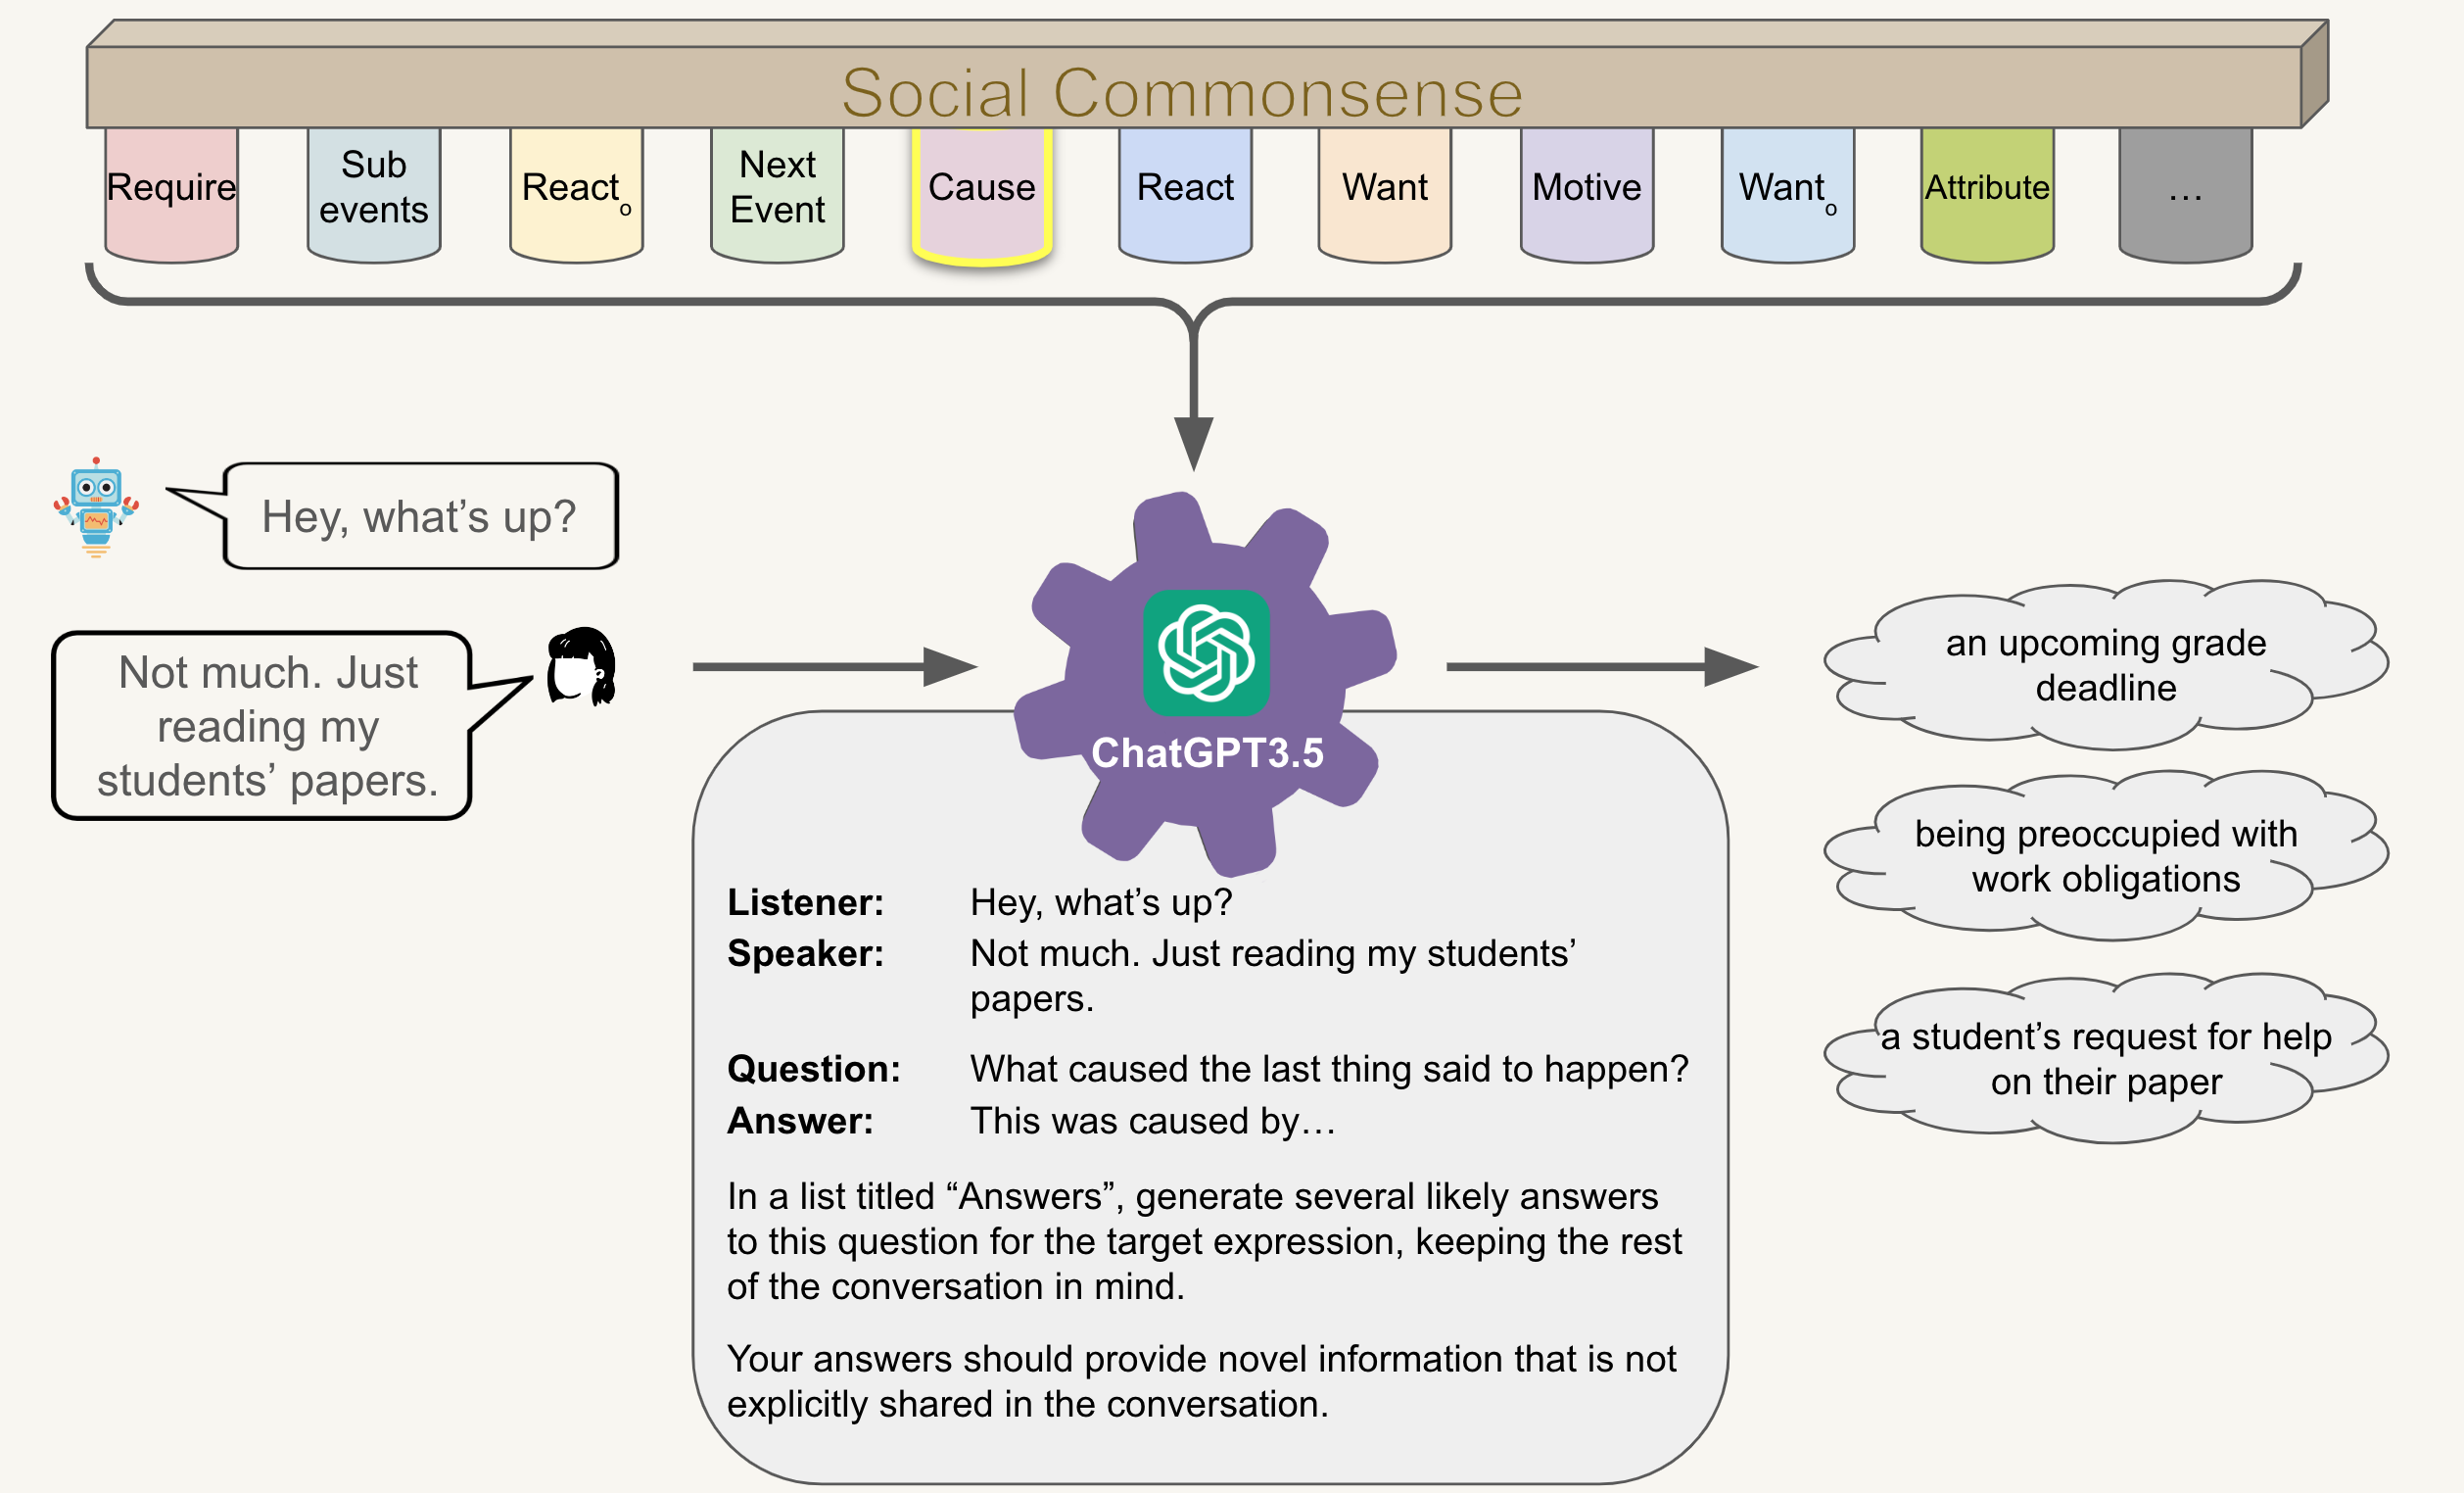 Social Commonsense
Require
Sub
events
Reactₒ
Next
Event
Cause
React
Want
Motive
Wantₒ
Attribute
…
Hey, what’s up?
Not much. Just
reading my
students’ papers.
ChatGPT3.5
Listener: Hey, what’s up?
Speaker: Not much. Just reading my students’
papers.
Question: What caused the last thing said to happen?
Answer: This was caused by…
In a list titled “Answers”, generate several likely answers
to this question for the target expression, keeping the rest
of the conversation in mind.
Your answers should provide novel information that is not
explicitly shared in the conversation.
an upcoming grade
deadline
being preoccupied with
work obligations
a student’s request for help
on their paper